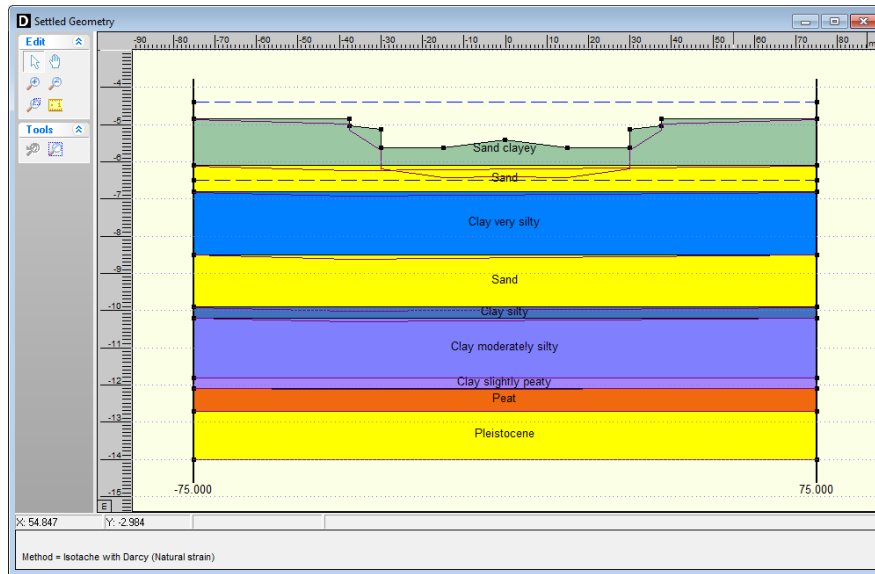 D Settled Geometry
Edit
Tools
-90 -80 -70 -60 -50 -40 -30 -20 -10 0 10 20 30 40 50 60 70 80 m
-4
-5
Sand clayey
-6
Sand
-7
Clay very silty
-8
-9
Sand
-10
Clay silty
-11
Clay moderately silty
-12
Clay slightly peaty
Peat
-13
Pleistocene
-14
-75.000 75.000
-15
E
X: 54.847 Y: -2.984
Method = Isotache with Darcy (Natural strain)